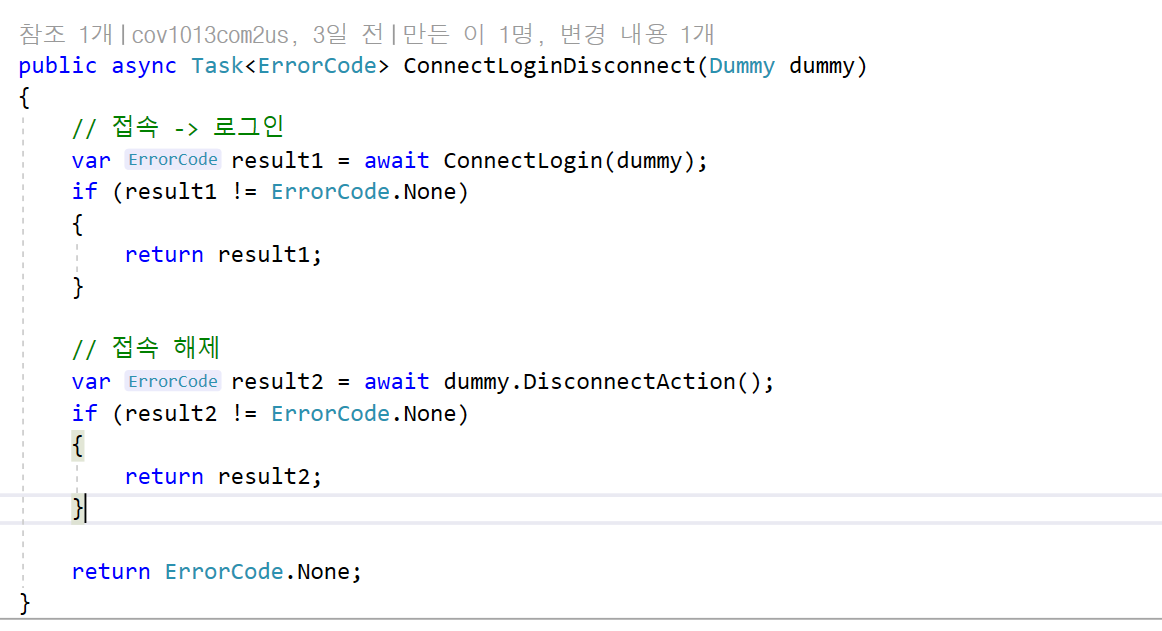 참조 1개|cov1013com2us, 3일 전|만든 이 1명, 변경 내용 1개
public async Task<ErrorCode> ConnectLoginDisconnect(Dummy dummy)
{
// 접속 -> 로그인
var ErrorCode result1 = await ConnectLogin(dummy);
if (result1 != ErrorCode.None)
{
return result1;
}
// 접속 해제
var ErrorCode result2 = await dummy.DisconnectAction();
if (result2 != ErrorCode.None)
{
return result2;
}
return ErrorCode.None;
}